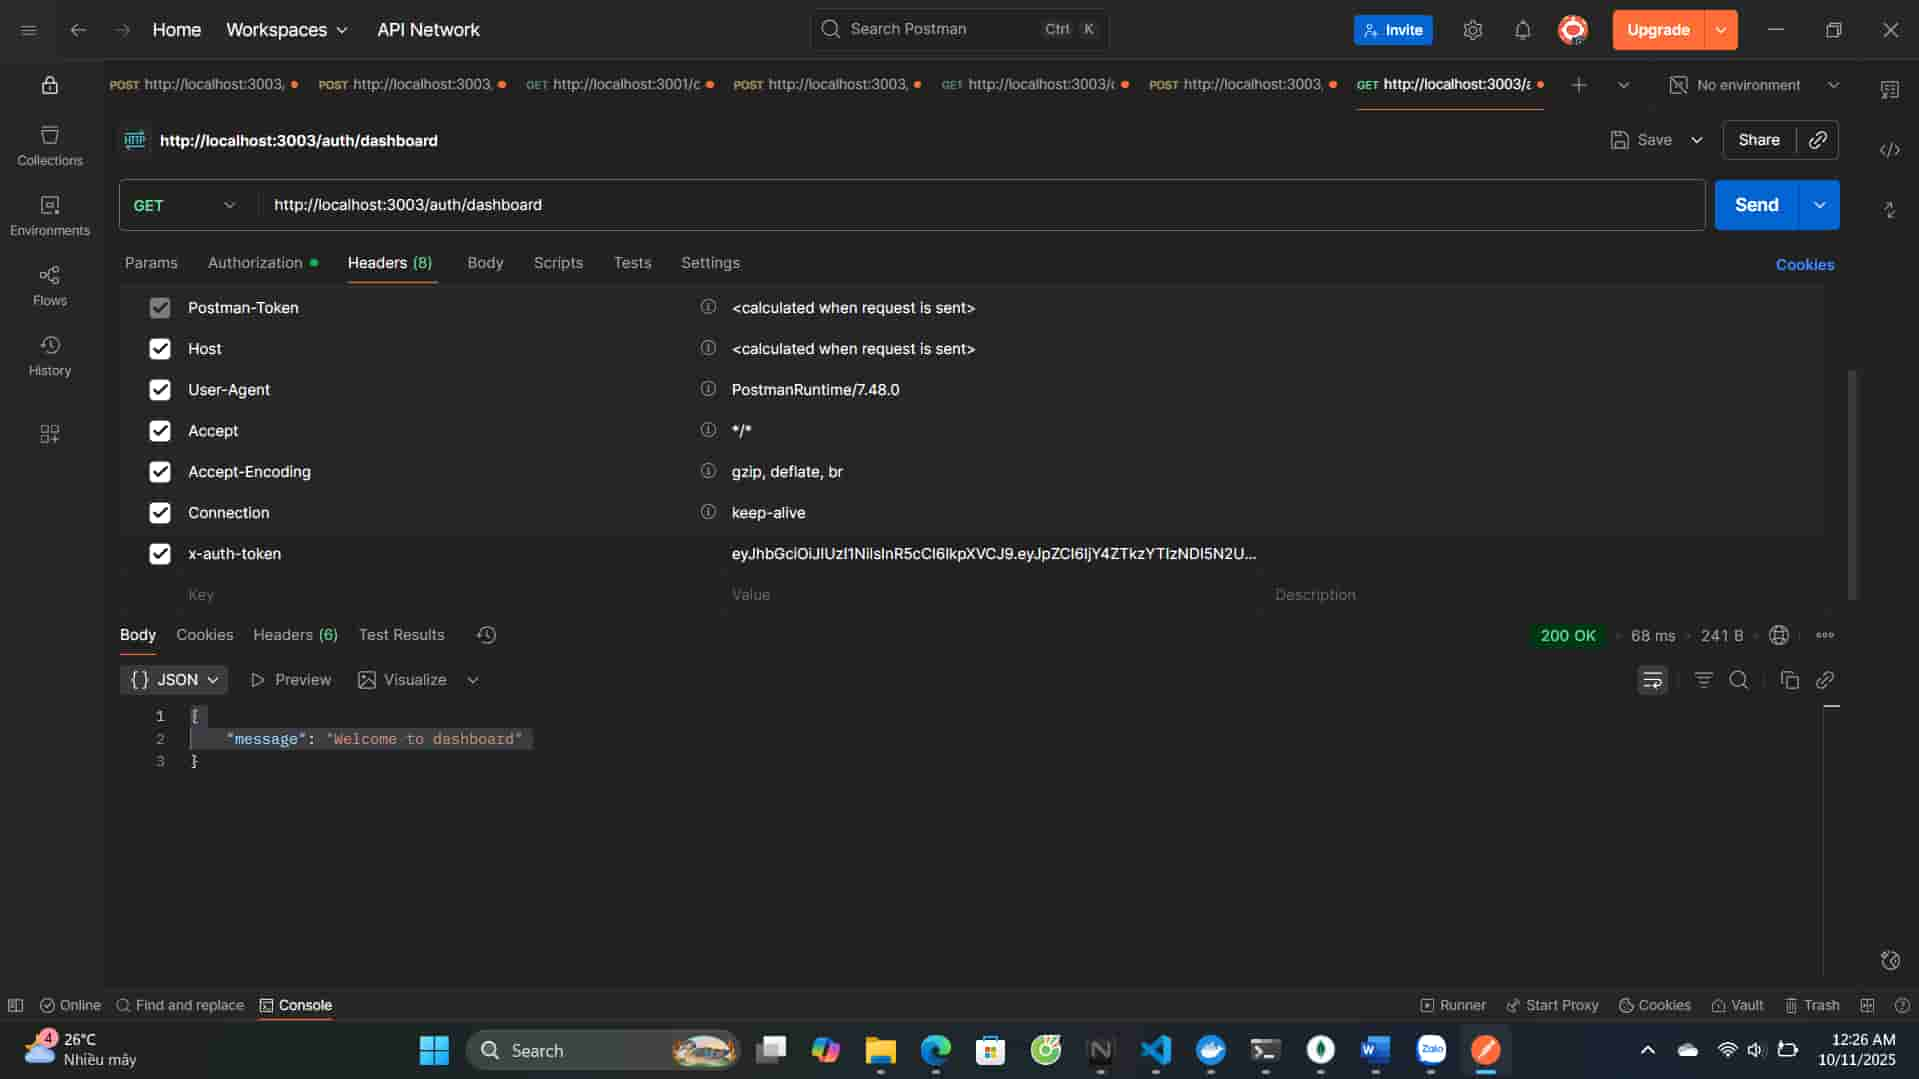 Home Workspaces API Network Search Postman Ctrl K Invite Upgrade
POST http://localhost:3003, POST http://localhost:3003, GET http://localhost:3001/c POST http://localhost:3003, GET http://localhost:3003/c POST http://localhost:3003, GET http://localhost:3003/a No environment
HTTP http://localhost:3003/auth/dashboard Save Share
Collections
GET http://localhost:3003/auth/dashboard Send
Environments
Params Authorization Headers (8) Body Scripts Tests Settings Cookies
Flows
History
Postman-Token <calculated when request is sent>
Host <calculated when request is sent>
User-Agent PostmanRuntime/7.48.0
Accept */*
Accept-Encoding gzip, deflate, br
Connection keep-alive
x-auth-token eyJhbGciOiJIUzI1NiIsInR5cCI6IkpXVCJ9.eyJpZCI6IjY4ZTkzYTIzNDI5N2U...
Key Value Description
Body Cookies Headers (6) Test Results 200 OK 68 ms 241 B
{} JSON Preview Visualize
1 {
2 "message": "Welcome to dashboard"
3 }
Online Find and replace Console Runner Start Proxy Cookies Vault Trash
4 26°C
Nhiều mây
Search
Zalo
12:26 AM
10/11/2025